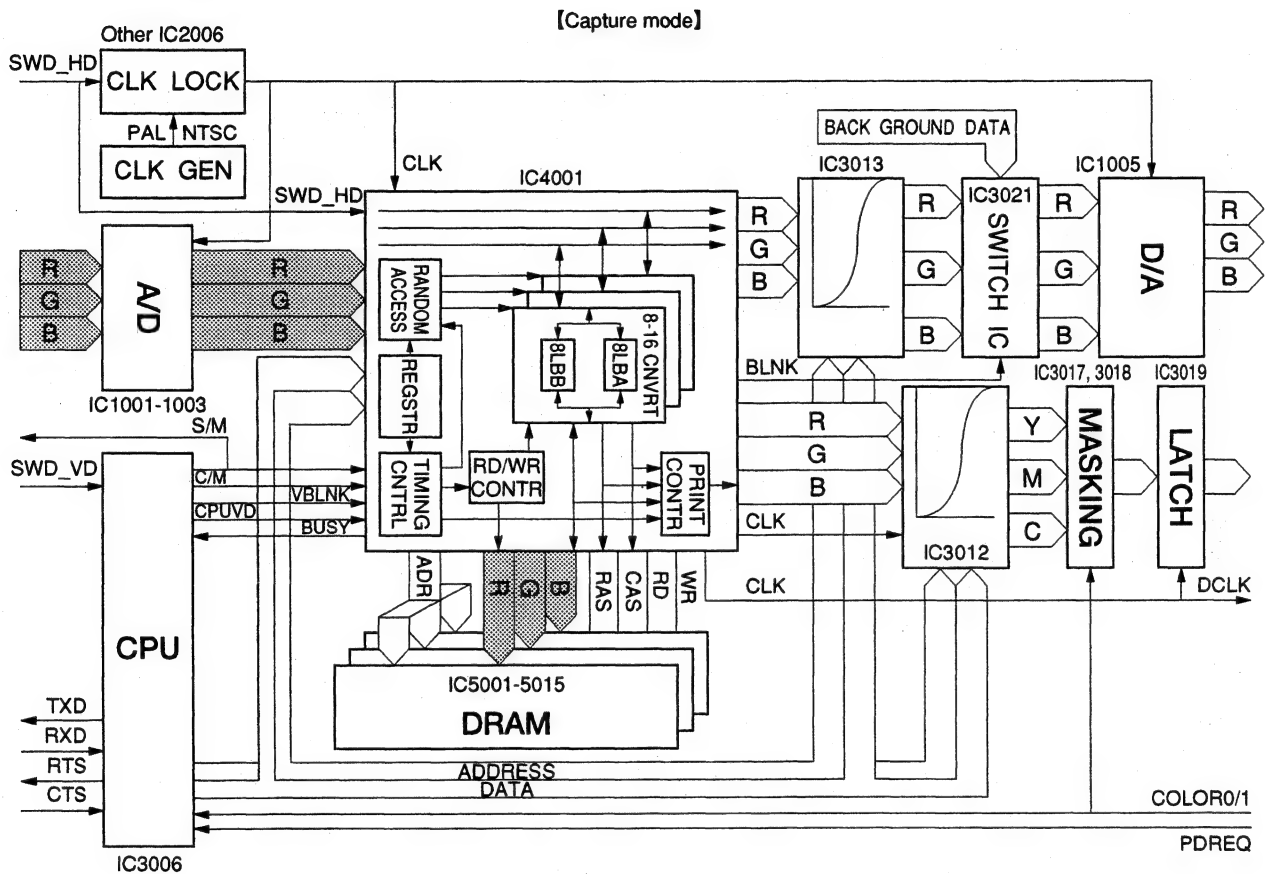 【Capture mode】
Other IC2006
SWD_HD
CLK LOCK
PAL NTSC
CLK GEN
CLK
BACK GROUND DATA
IC4001
IC3013
IC1005
SWD_HD
R
G
B
A/D
R
G
B
IC1001-1003
RANDOM ACCESS
REGSTR
TIMING CNTRL
RD/WR CONTR
8-16 CNVRT
8LBB
8LBA
PRINT CONTR
R
G
B
R
G
B
IC3021
SWITCH IC
R
G
B
D/A
R
G
B
BLNK
IC3017, 3018
IC3019
R
G
B
CLK
IC3012
Y
M
C
MASKING
LATCH
S/M
SWD_VD
C/M
VBLNK
CPUVD
BUSY
ADR
R
G
B
RAS
CAS
RD
WR
CLK
DCLK
CPU
IC5001-5015
DRAM
TXD
RXD
RTS
CTS
ADDRESS
DATA
COLOR0/1
PDREQ
IC3006